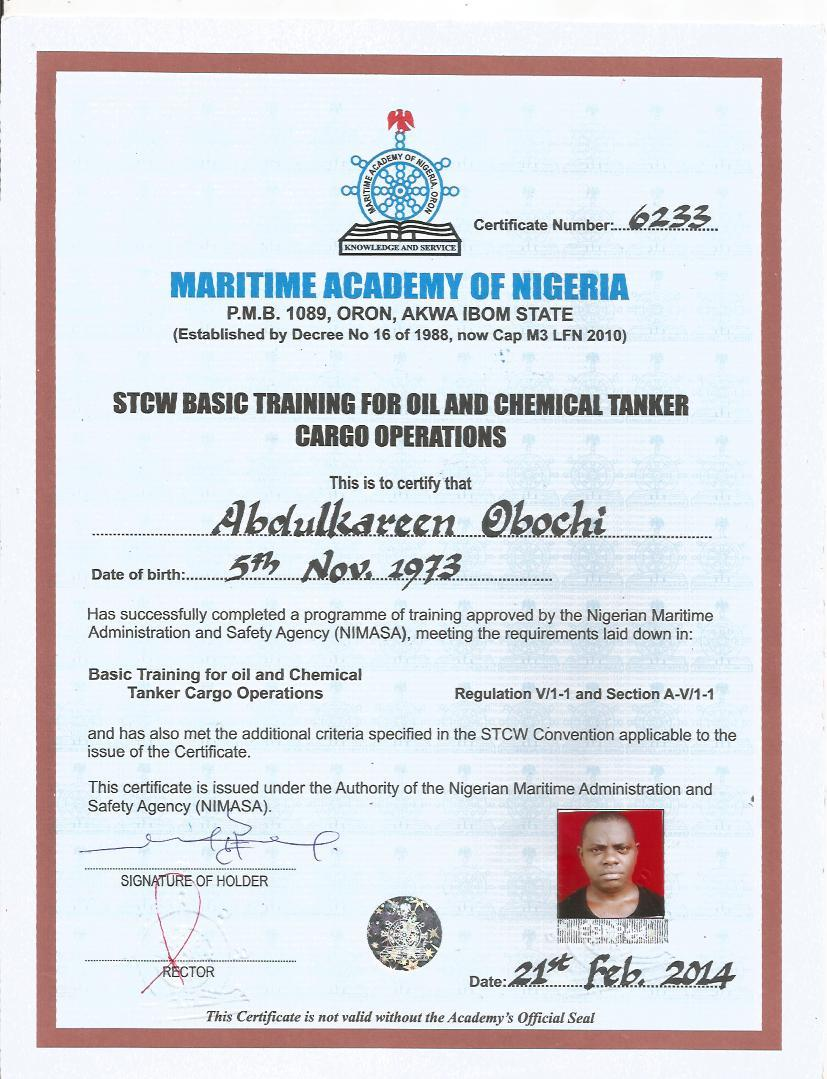 MARITIME ACADEMY OF NIGERIA, ORON
KNOWLEDGE AND SERVICE
Certificate Number:....6233....
MARITIME ACADEMY OF NIGERIA
P.M.B. 1089, ORON, AKWA IBOM STATE
(Established by Decree No 16 of 1988, now Cap M3 LFN 2010)
STCW BASIC TRAINING FOR OIL AND CHEMICAL TANKER
CARGO OPERATIONS
This is to certify that
Abdulkareen Obochi
Date of birth:........5th Nov. 1973........
Has successfully completed a programme of training approved by the Nigerian Maritime
Administration and Safety Agency (NIMASA), meeting the requirements laid down in:
Basic Training for oil and Chemical
Tanker Cargo Operations
Regulation V/1-1 and Section A-V/1-1
and has also met the additional criteria specified in the STCW Convention applicable to the
issue of the Certificate.
This certificate is issued under the Authority of the Nigerian Maritime Administration and
Safety Agency (NIMASA).
SIGNATURE OF HOLDER
RECTOR
Date: 21st Feb. 2014
This Certificate is not valid without the Academy's Official Seal